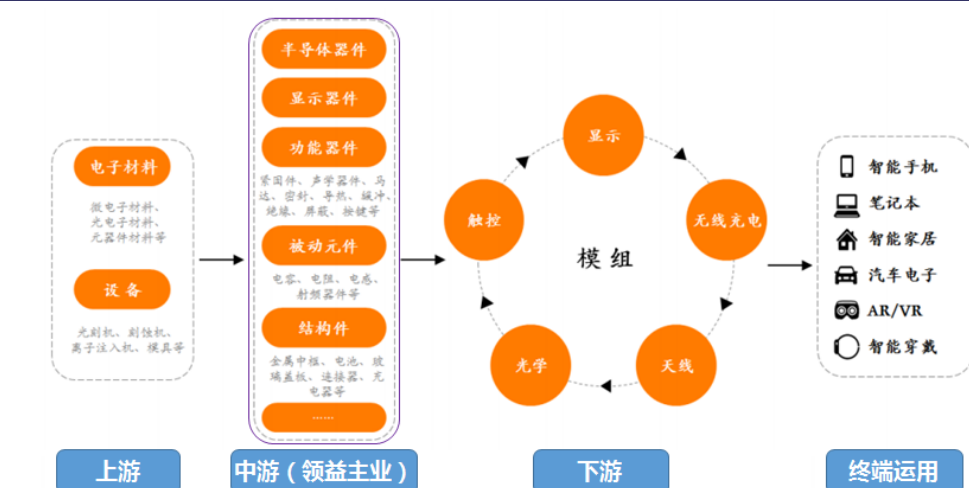 电子材料
微电子材料、
光电子材料、
元器件材料等
设备
光刻机、刻蚀机、
离子注入机、模具等
上游
半导体器件
显示器件
功能器件
紧固件、声学器件、马
达、密封、导热、缓冲、
绝缘、屏蔽、按键等
被动元件
电容、电阻、电感、
射频器件等
结构件
金属中框、电池、玻
璃盖板、连接器、充
电器等
……
中游（领益主业）
显示
无线充电
天线
光学
触控
模组
下游
智能手机
笔记本
智能家居
汽车电子
AR/VR
智能穿戴
终端运用